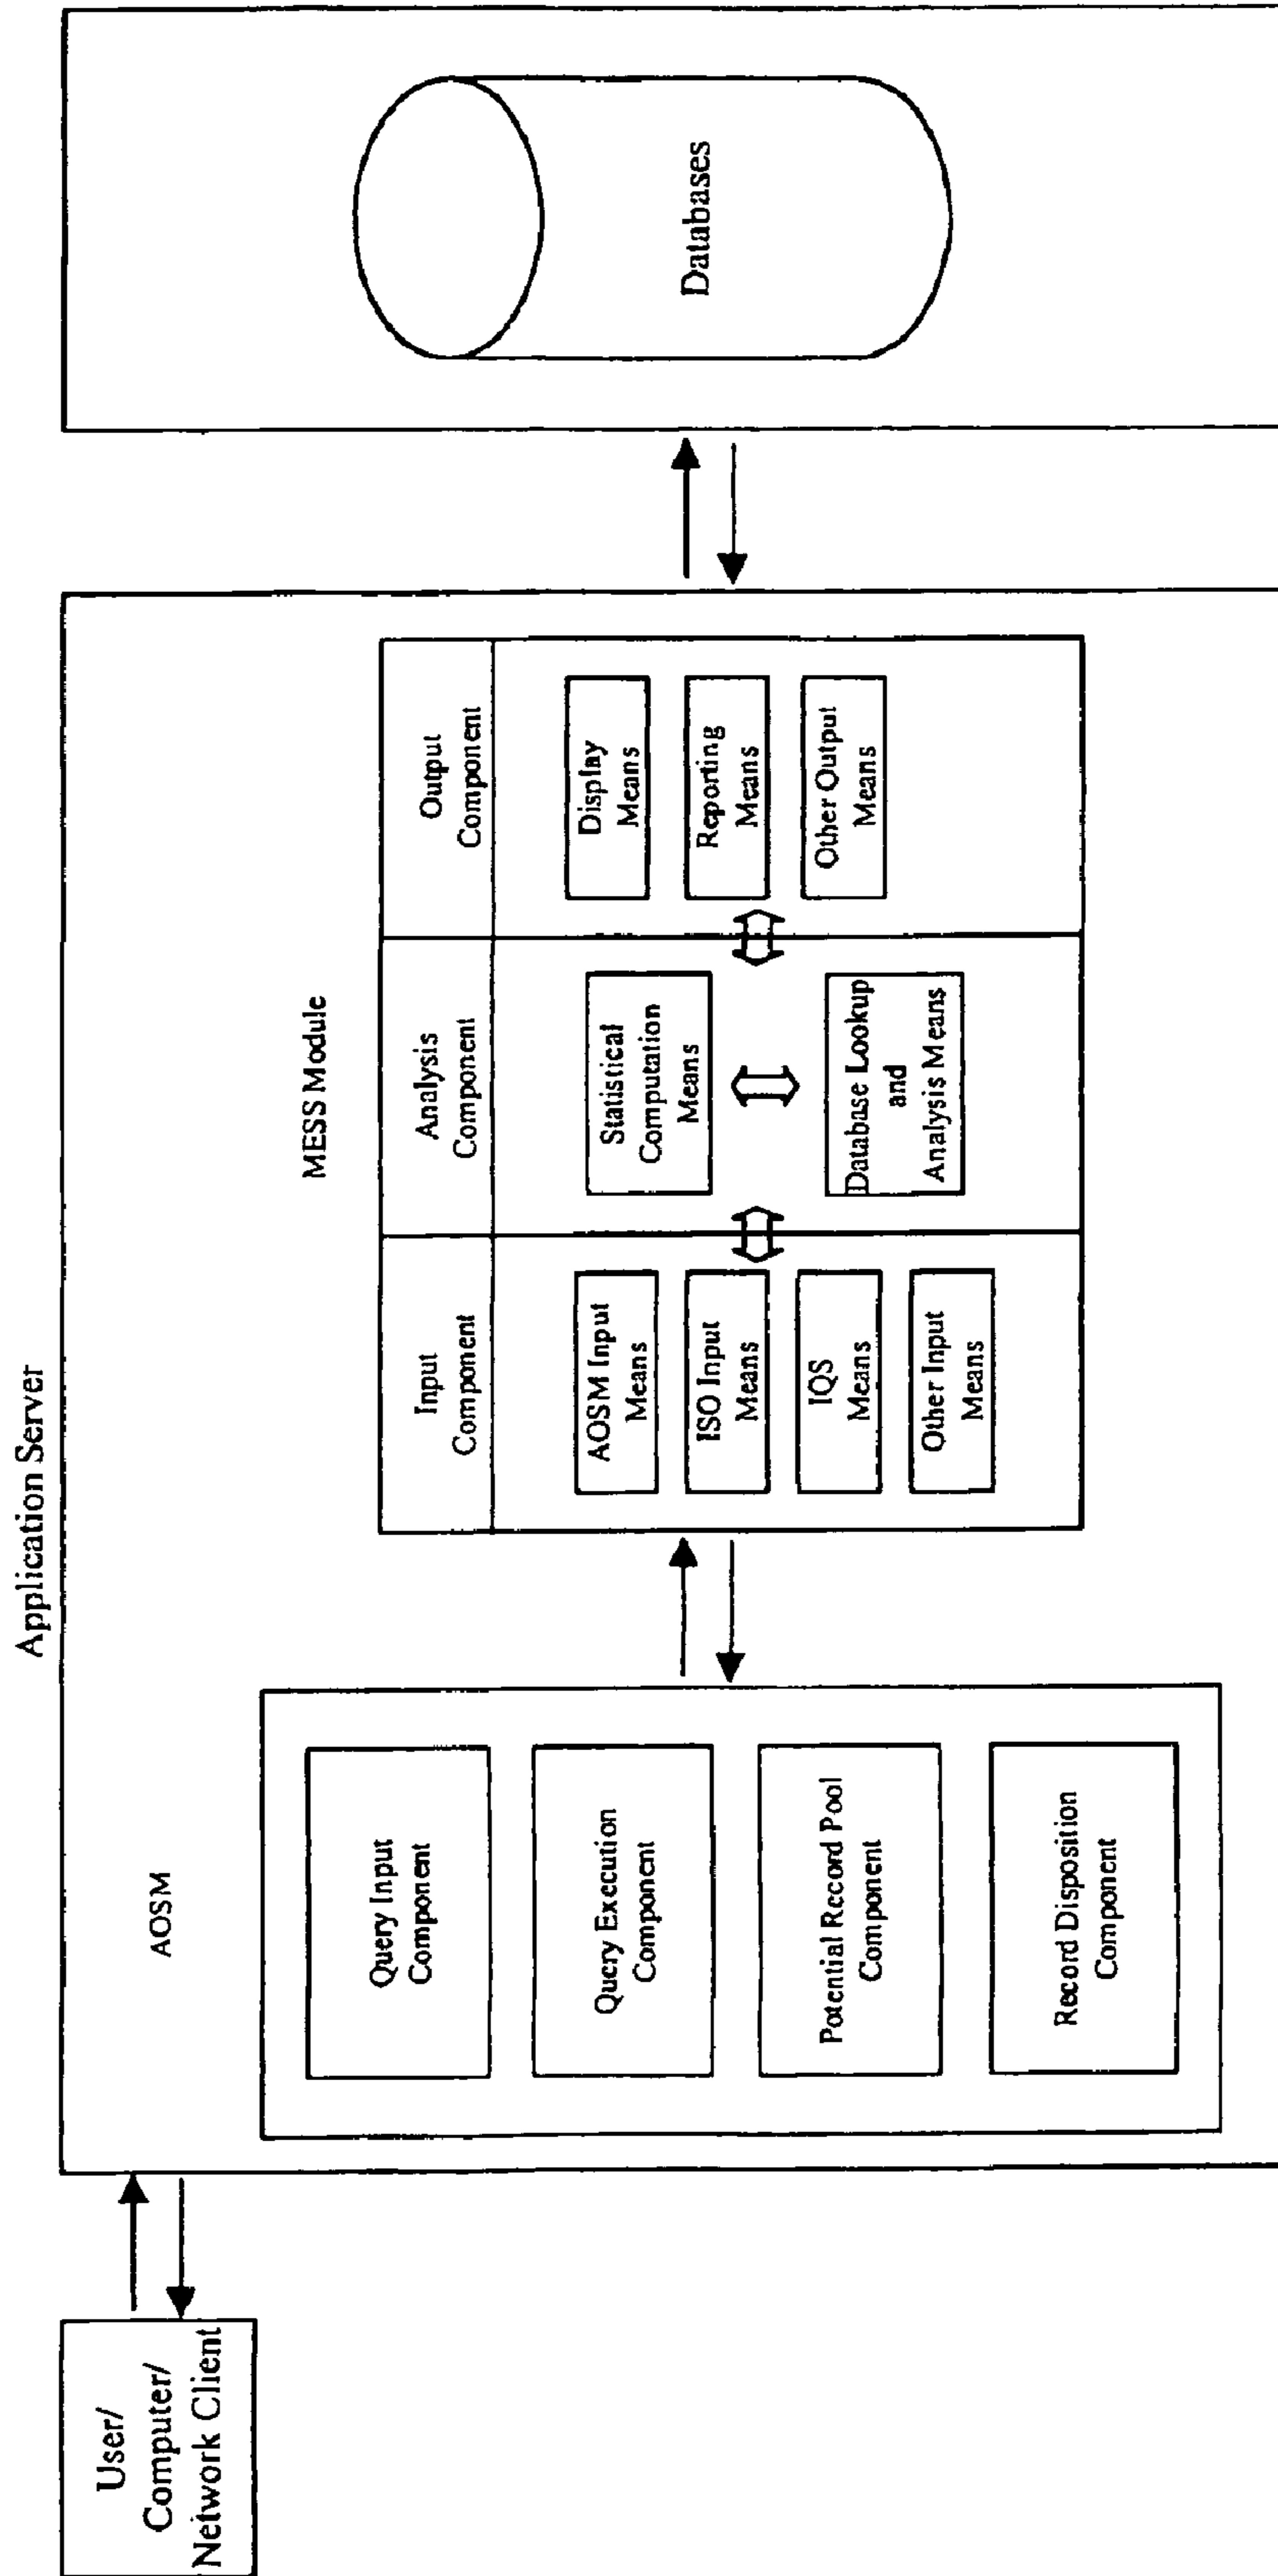 Application Server
User/
Computer/
Network Client
AOSM
Query Input
Component
Query Execution
Component
Potential Record Pool
Component
Record Disposition
Component
MESS Module
Input
Component
AOSM Input
Means
ISO Input
Means
IQS
Means
Other Input
Means
Analysis
Component
Statistical
Computation
Means
Database Lookup
and
Analysis Means
Output
Component
Display
Means
Reporting
Means
Other Output
Means
Databases